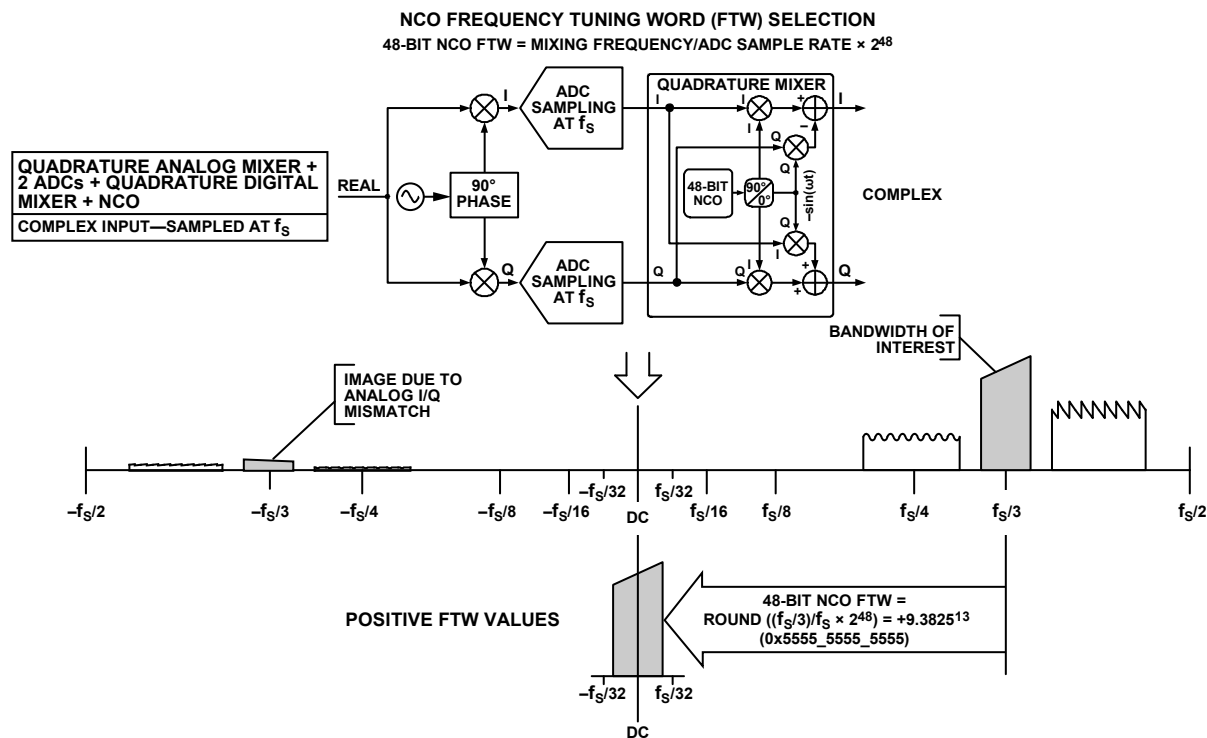 NCO FREQUENCY TUNING WORD (FTW) SELECTION
48-BIT NCO FTW = MIXING FREQUENCY/ADC SAMPLE RATE × 2⁴⁸
QUADRATURE ANALOG MIXER +
2 ADCs + QUADRATURE DIGITAL
MIXER + NCO
COMPLEX INPUT—SAMPLED AT fS
REAL
90°
PHASE
I
Q
ADC
SAMPLING
AT fS
ADC
SAMPLING
AT fS
I
Q
QUADRATURE MIXER
I
I
+
I
–
Q
Q
48-BIT
NCO
90°
0°
–sin(ωt)
Q
I
I
Q
+
+
Q
COMPLEX
BANDWIDTH OF
INTEREST
IMAGE DUE TO
ANALOG I/Q
MISMATCH
–fS/2
–fS/3
–fS/4
–fS/8
–fS/16
–fS/32
DC
fS/32
fS/16
fS/8
fS/4
fS/3
fS/2
POSITIVE FTW VALUES
48-BIT NCO FTW =
ROUND ((fS/3)/fS × 2⁴⁸) = +9.3825¹³
(0x5555_5555_5555)
–fS/32
fS/32
DC